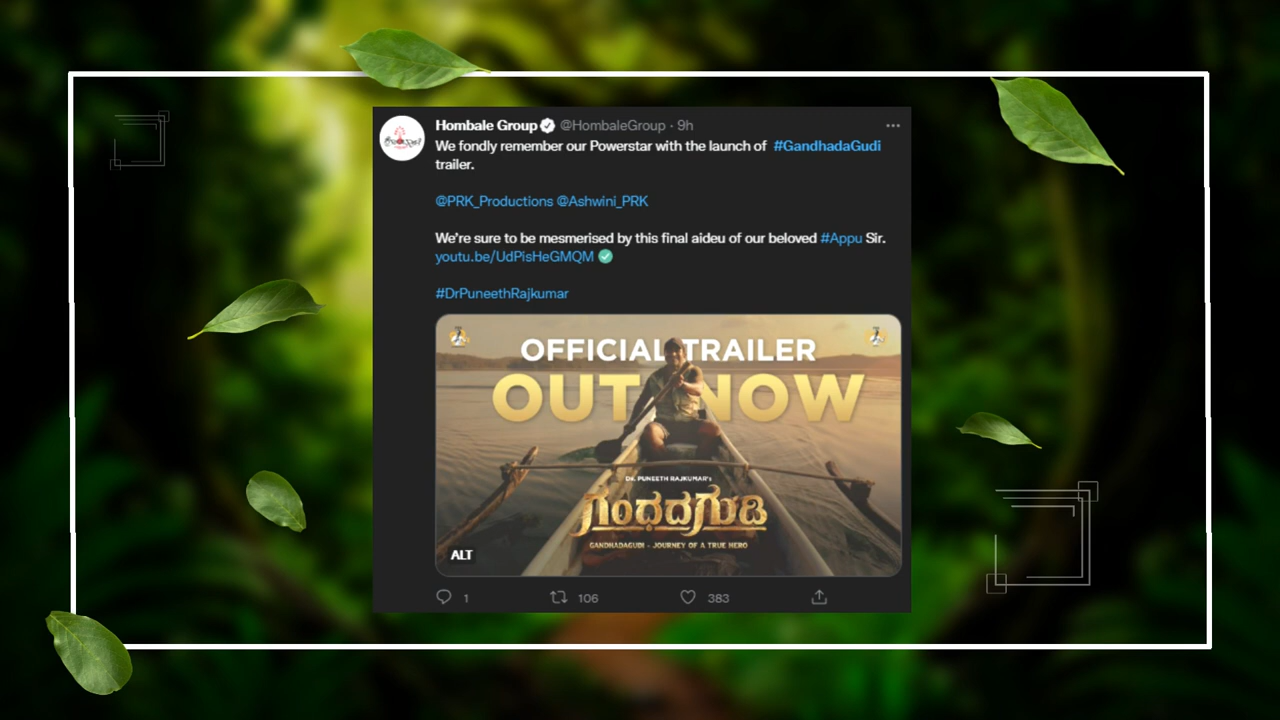 Hombale Group @HombaleGroup · 9h
We fondly remember our Powerstar with the launch of #GandhadaGudi
trailer.
@PRK_Productions @Ashwini_PRK
We're sure to be mesmerised by this final aideu of our beloved #Appu Sir.
youtu.be/UdPisHeGMQM
#DrPuneethRajkumar
OFFICIAL TRAILER
OUT NOW
DR. PUNEETH RAJKUMAR's
ಗಂಧದಗುಡಿ
GANDHADAGUDI - JOURNEY OF A TRUE HERO
ALT
1 106 383